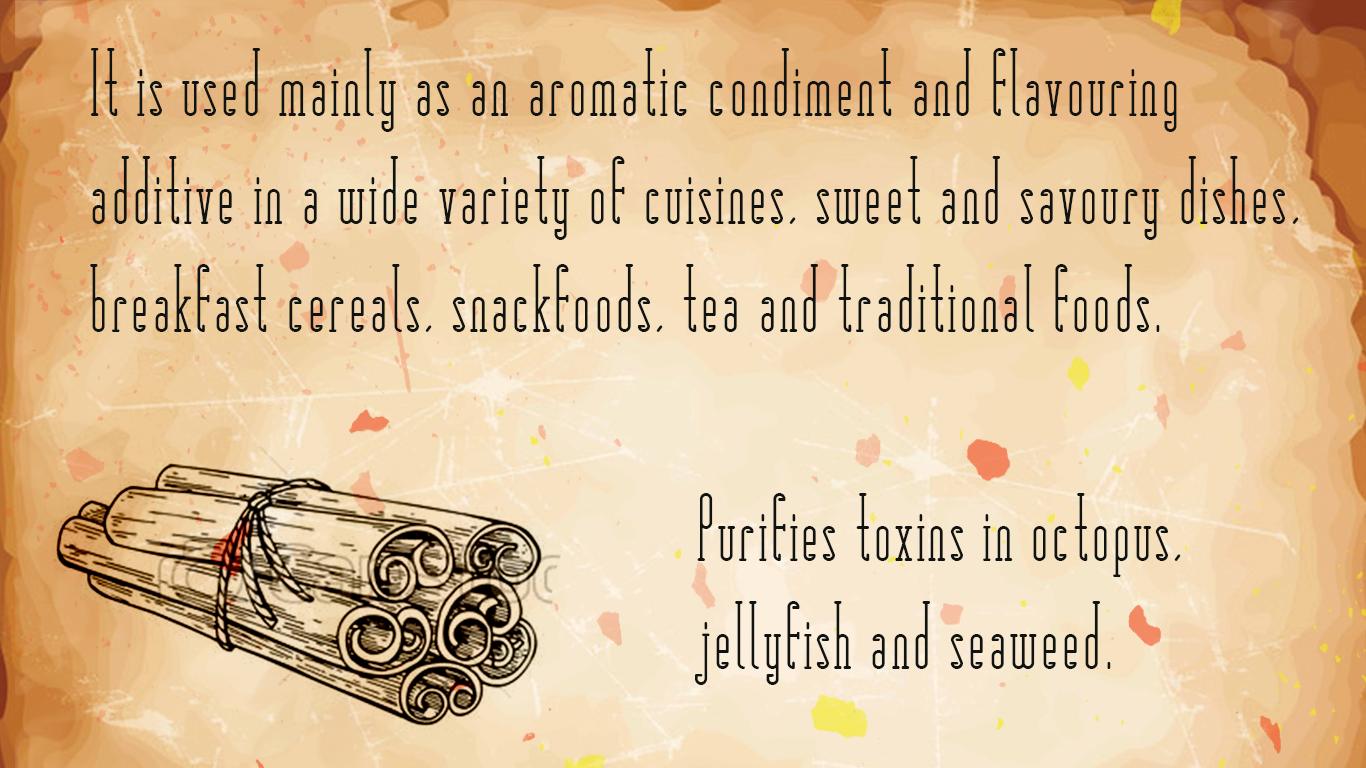 It is used mainly as an aromatic condiment and flavouring
additive in a wide variety of cuisines, sweet and savoury dishes,
breakfast cereals, snackfoods, tea and traditional foods.
Purifies toxins in octopus,
jellyfish and seaweed.